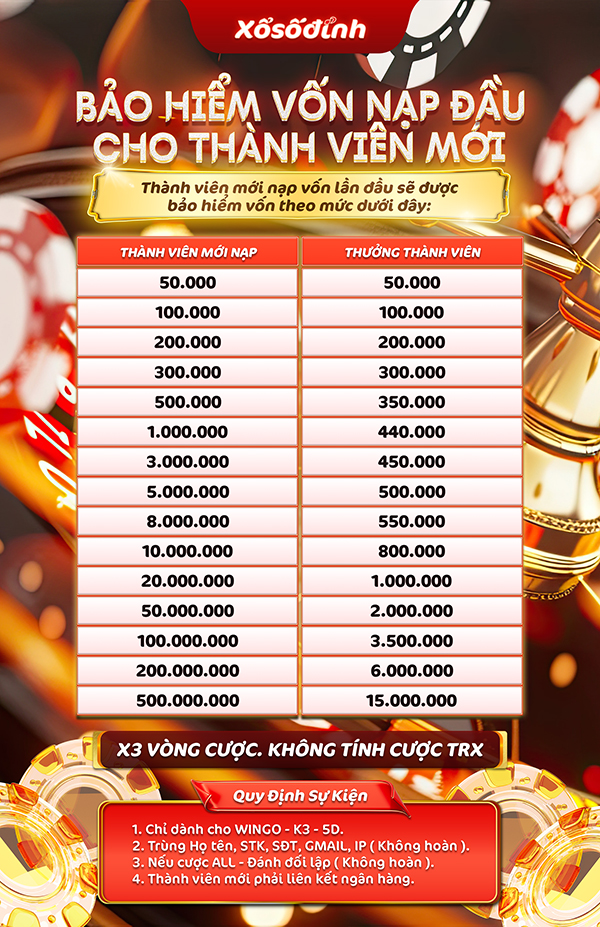 Xổsốđỉnh
BẢO HIỂM VỐN NẠP ĐẦU
CHO THÀNH VIÊN MỚI
Thành viên mới nạp vốn lần đầu sẽ được
bảo hiểm vốn theo mức dưới đây:
THÀNH VIÊN MỚI NẠP THƯỞNG THÀNH VIÊN
50.000 50.000
100.000 100.000
200.000 200.000
300.000 300.000
500.000 350.000
1.000.000 440.000
3.000.000 450.000
5.000.000 500.000
8.000.000 550.000
10.000.000 800.000
20.000.000 1.000.000
50.000.000 2.000.000
100.000.000 3.500.000
200.000.000 6.000.000
500.000.000 15.000.000
X3 VÒNG CƯỢC. KHÔNG TÍNH CƯỢC TRX
Quy Định Sự Kiện
1. Chỉ dành cho WINGO - K3 - 5D.
2. Trùng Họ tên, STK, SĐT, GMAIL, IP ( Không hoàn ).
3. Nếu cược ALL - Đánh đối lập ( Không hoàn ).
4. Thành viên mới phải liên kết ngân hàng.